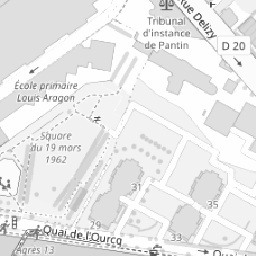 Rue Delizy
Tribunal
d'instance
de Pantin
D 20
École primaire
Louis Aragon
Square
du 19 mars
1962
31
35
29
33
Quai de l'Ourcq
Agrès 13